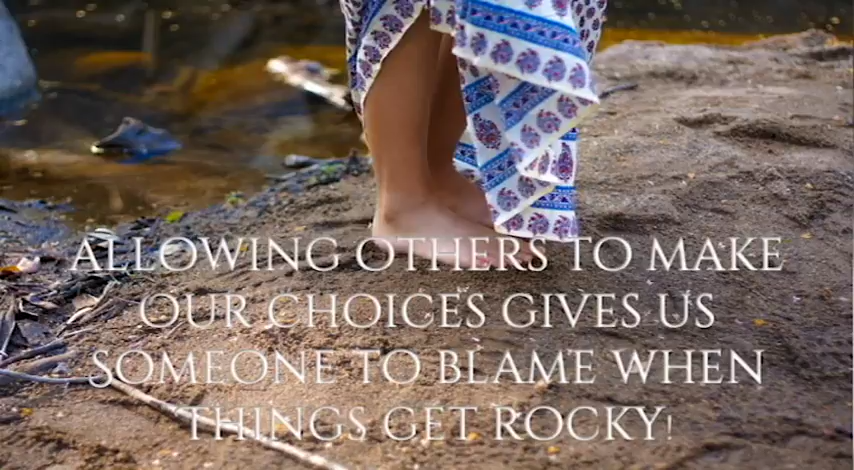 ALLOWING OTHERS TO MAKE
OUR CHOICES GIVES US
SOMEONE TO BLAME WHEN
THINGS GET ROCKY!